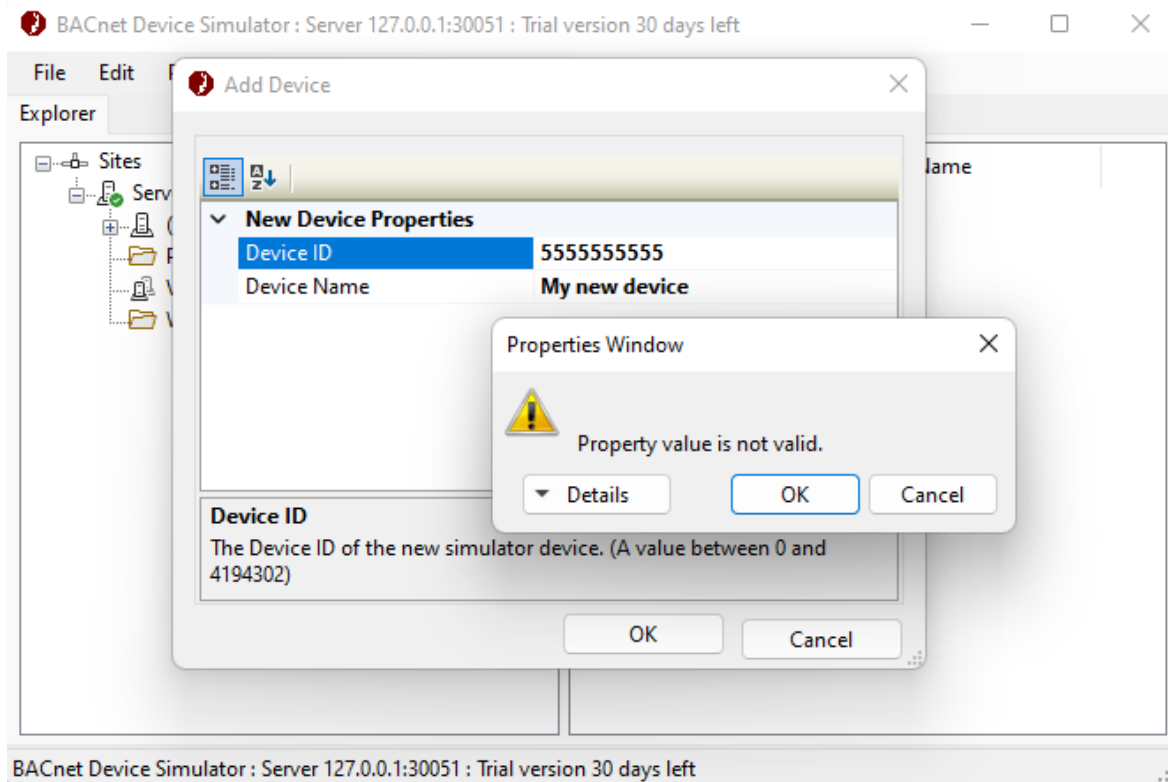 BACnet Device Simulator : Server 127.0.0.1:30051 : Trial version 30 days left
File Edit
Add Device
Explorer
Sites
Name
Serv
New Device Properties
Device ID 5555555555
Device Name My new device
Properties Window
Property value is not valid.
Details OK Cancel
Device ID
The Device ID of the new simulator device. (A value between 0 and
4194302)
OK Cancel
BACnet Device Simulator : Server 127.0.0.1:30051 : Trial version 30 days left